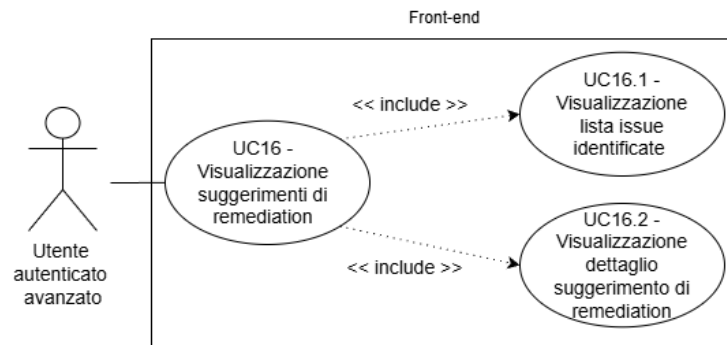 Front-end
UC16.1 -
Visualizzazione
lista issue
identificate
<< include >>
UC16 -
Visualizzazione
suggerimenti di
remediation
Utente
autenticato
avanzato
<< include >>
UC16.2 -
Visualizzazione
dettaglio
suggerimento di
remediation